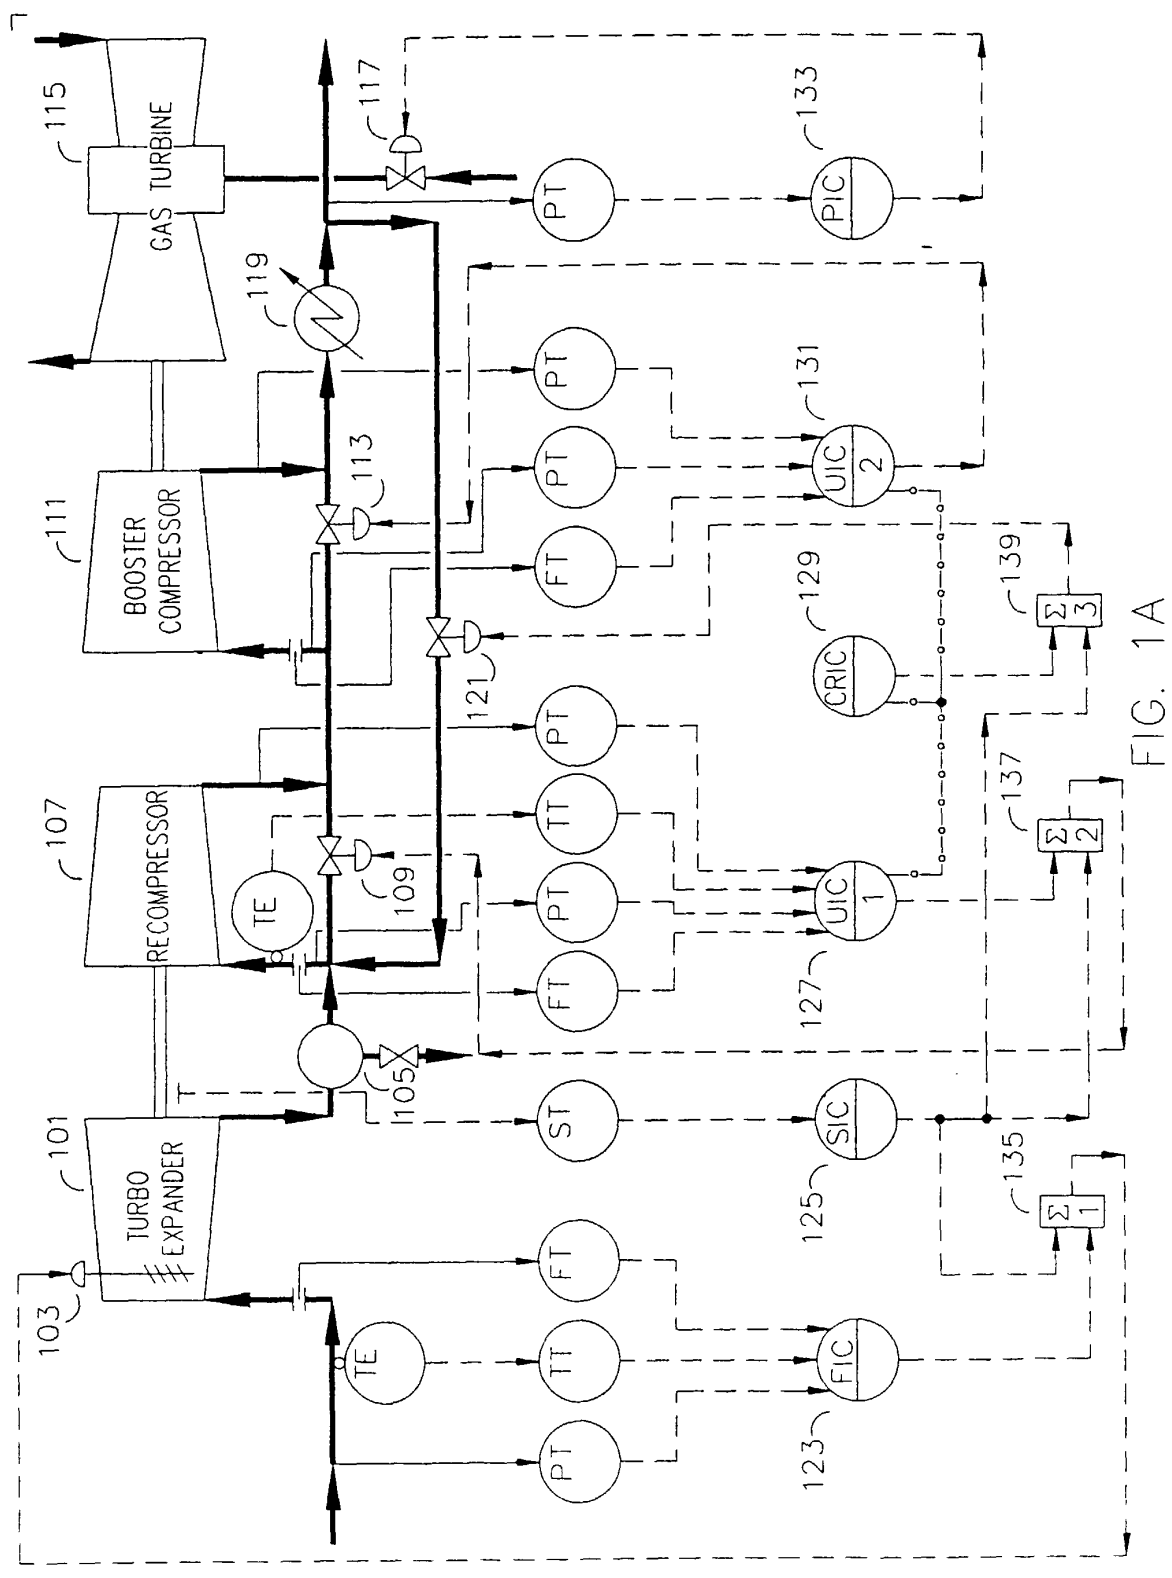 103
101
TURBO
EXPANDER
107
RECOMPRESSOR
111
BOOSTER
COMPRESSOR
115
GAS TURBINE
TE
105
TE
109
113
119
117
121
PT
TT
FT
ST
FT
PT
TT
PT
FT
PT
PT
PT
123
FIC
125
SIC
127
UIC
1
129
CRIC
131
UIC
2
133
PIC
135
Σ
1
137
Σ
2
139
Σ
3
FIG. 1A